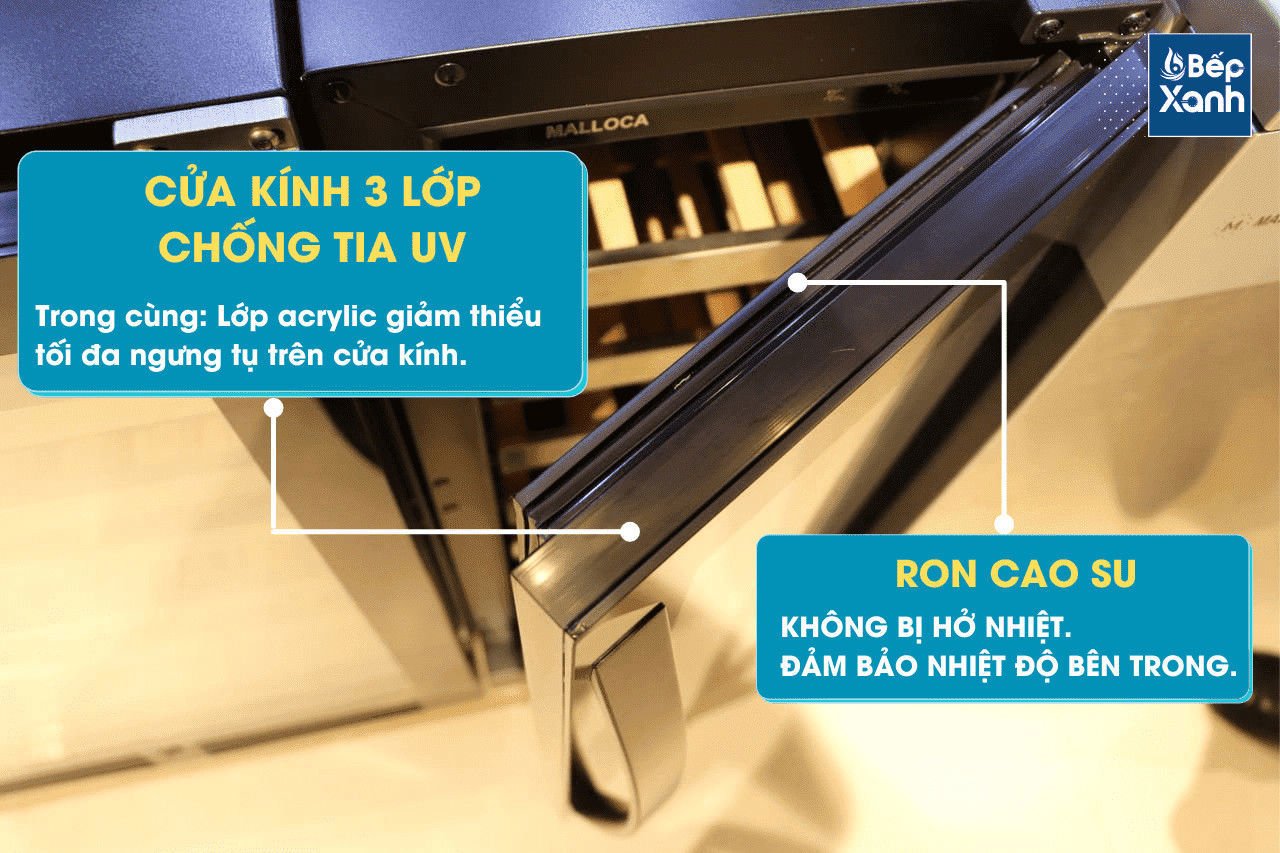 Bếp
Xanh
MALLOCA
CỬA KÍNH 3 LỚP
CHỐNG TIA UV
Trong cùng: Lớp acrylic giảm thiểu
tối đa ngưng tụ trên cửa kính.
RON CAO SU
KHÔNG BỊ HỞ NHIỆT.
ĐẢM BẢO NHIỆT ĐỘ BÊN TRONG.